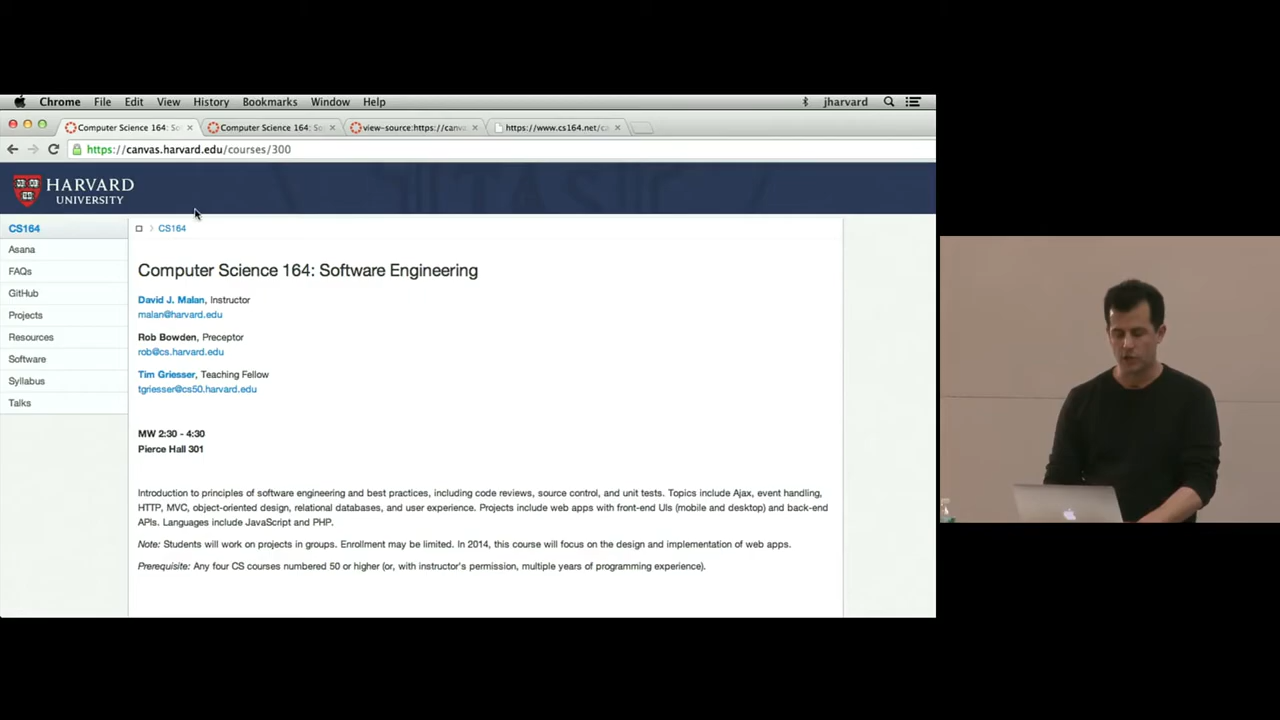 Chrome File Edit View History Bookmarks Window Help jharvard
Computer Science 164: So Computer Science 164: So view-source:https://canva https://www.cs164.net/ca
https://canvas.harvard.edu/courses/300
HARVARD
UNIVERSITY
CS164
CS164
Asana
FAQs
GitHub
Projects
Resources
Software
Syllabus
Talks
Computer Science 164: Software Engineering
David J. Malan, Instructor
malan@harvard.edu
Rob Bowden, Preceptor
rob@cs.harvard.edu
Tim Griesser, Teaching Fellow
tgriesser@cs50.harvard.edu
MW 2:30 - 4:30
Pierce Hall 301
Introduction to principles of software engineering and best practices, including code reviews, source control, and unit tests. Topics include Ajax, event handling,
HTTP, MVC, object-oriented design, relational databases, and user experience. Projects include web apps with front-end UIs (mobile and desktop) and back-end
APIs. Languages include JavaScript and PHP.
Note: Students will work on projects in groups. Enrollment may be limited. In 2014, this course will focus on the design and implementation of web apps.
Prerequisite: Any four CS courses numbered 50 or higher (or, with instructor's permission, multiple years of programming experience).